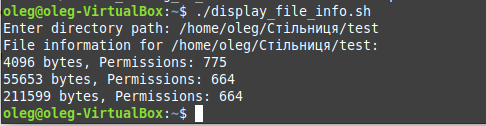 oleg@oleg-VirtualBox:~$ ./display_file_info.sh
Enter directory path: /home/oleg/Стільниця/test
File information for /home/oleg/Стільниця/test:
4096 bytes, Permissions: 775
55653 bytes, Permissions: 664
211599 bytes, Permissions: 664
oleg@oleg-VirtualBox:~$